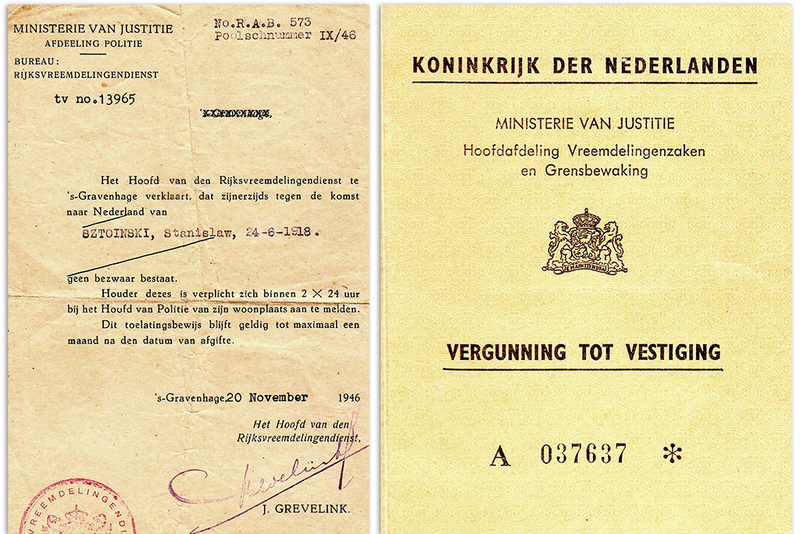 MINISTERIE VAN JUSTITIE
AFDEELING POLITIE
BUREAU:
RIJKSVREEMDELINGENDIENST
tv no.13965
No.R.A.B. 573
Poolschnummer IX/46
Het Hoofd van den Rijksvreemdelingendienst te
's-Gravenhage verklaart, dat zijnerzijds tegen de komst
naar Nederland van
SZTOINSKI, Stanislaw, 24-6-1918.
geen bezwaar bestaat.
Houder dezes is verplicht zich binnen 2 × 24 uur
bij het Hoofd van Politie van zijn woonplaats aan te melden.
Dit toelatingsbewijs blijft geldig tot maximaal een
maand na den datum van afgifte.
's-Gravenhage, 20 November 1946
Het Hoofd van den
Rijksvreemdelingendienst,
Grevelink
J. GREVELINK.
VREEMDELINGENDI
KONINKRIJK DER NEDERLANDEN
MINISTERIE VAN JUSTITIE
Hoofdafdeling Vreemdelingenzaken
en Grensbewaking
JE MAINTIENDRAI
VERGUNNING TOT VESTIGING
A 037637 *